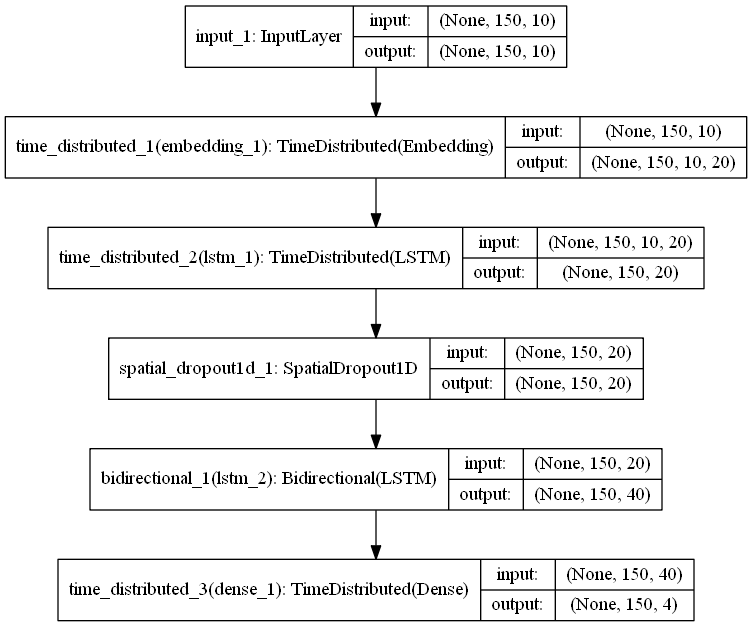 input_1: InputLayer
input: (None, 150, 10)
output: (None, 150, 10)
time_distributed_1(embedding_1): TimeDistributed(Embedding)
input: (None, 150, 10)
output: (None, 150, 10, 20)
time_distributed_2(lstm_1): TimeDistributed(LSTM)
input: (None, 150, 10, 20)
output: (None, 150, 20)
spatial_dropout1d_1: SpatialDropout1D
input: (None, 150, 20)
output: (None, 150, 20)
bidirectional_1(lstm_2): Bidirectional(LSTM)
input: (None, 150, 20)
output: (None, 150, 40)
time_distributed_3(dense_1): TimeDistributed(Dense)
input: (None, 150, 40)
output: (None, 150, 4)